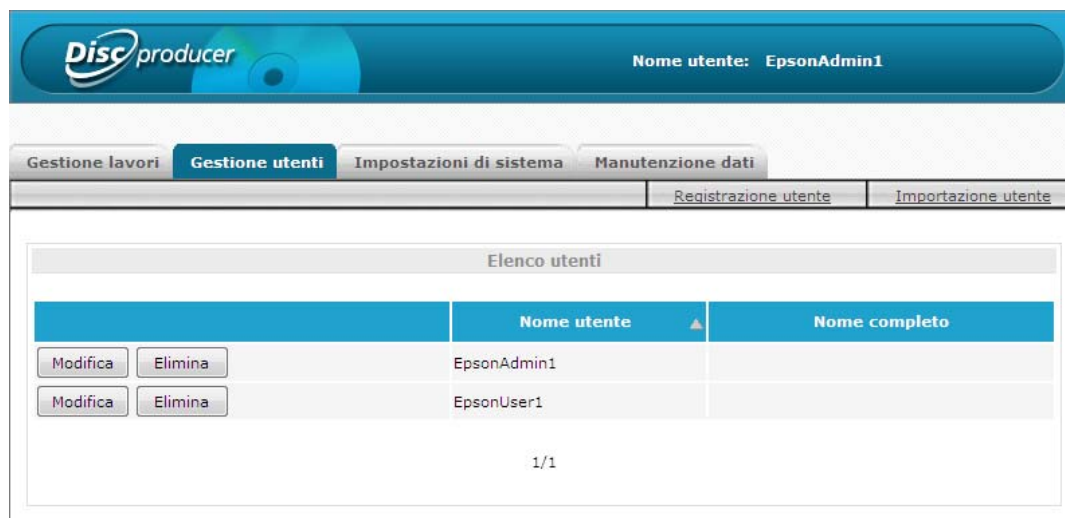 Disc producer
Nome utente: EpsonAdmin1
Gestione lavori Gestione utenti Impostazioni di sistema Manutenzione dati
Registrazione utente Importazione utente
Elenco utenti
Nome utente Nome completo
Modifica Elimina EpsonAdmin1
Modifica Elimina EpsonUser1
1/1